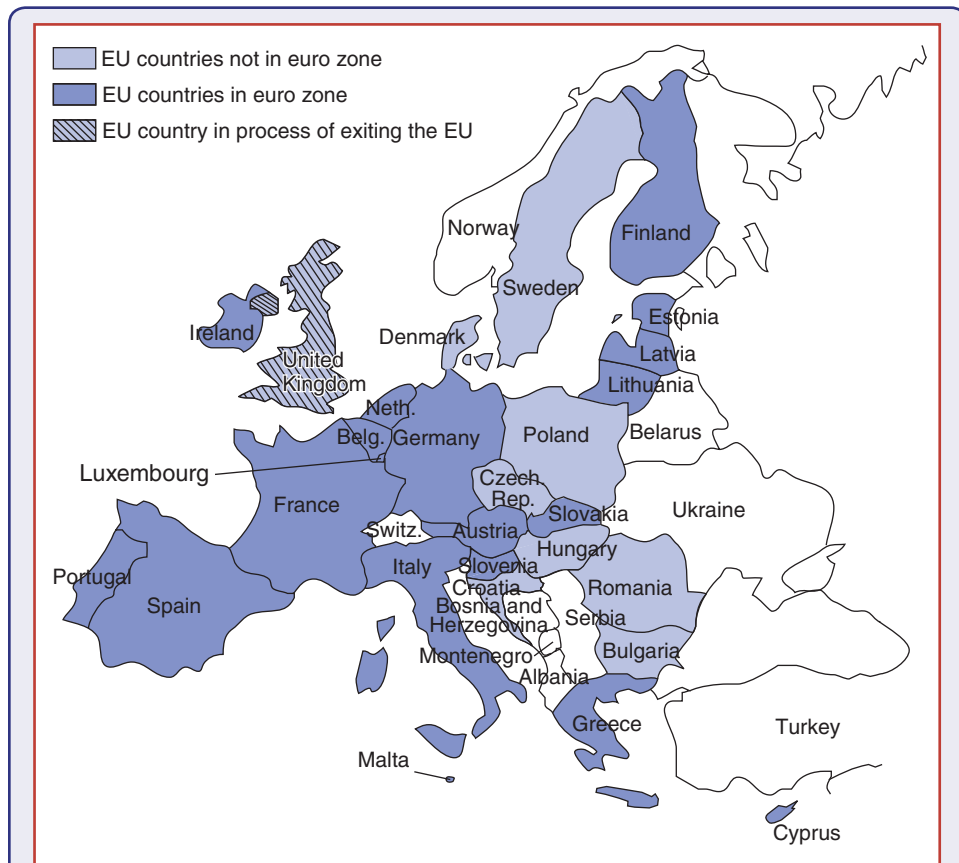 EU countries not in euro zone
EU countries in euro zone
EU country in process of exiting the EU
Norway
Finland
Sweden
Estonia
Ireland
Denmark
Latvia
United
Kingdom
Lithuania
Neth.
Belg.
Germany
Poland
Belarus
Luxembourg
Czech
Rep.
France
Slovakia
Ukraine
Switz.
Austria
Hungary
Italy
Slovenia
Portugal
Croatia
Romania
Spain
Bosnia and
Herzegovina
Serbia
Montenegro
Bulgaria
Albania
Greece
Turkey
Malta
Cyprus